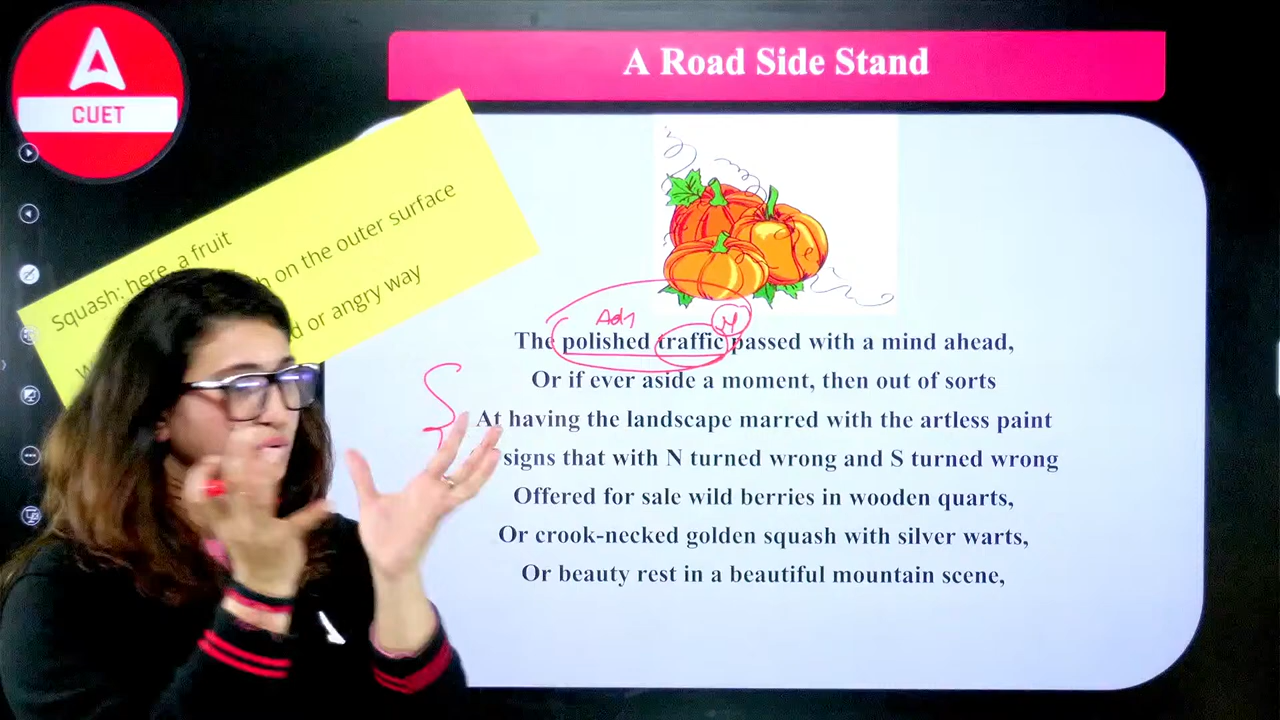 A Road Side Stand
CUET
Squash: here, a fruit
on the outer surface
or angry way
Adj
N
The polished traffic passed with a mind ahead,
Or if ever aside a moment, then out of sorts
At having the landscape marred with the artless paint
signs that with N turned wrong and S turned wrong
Offered for sale wild berries in wooden quarts,
Or crook-necked golden squash with silver warts,
Or beauty rest in a beautiful mountain scene,